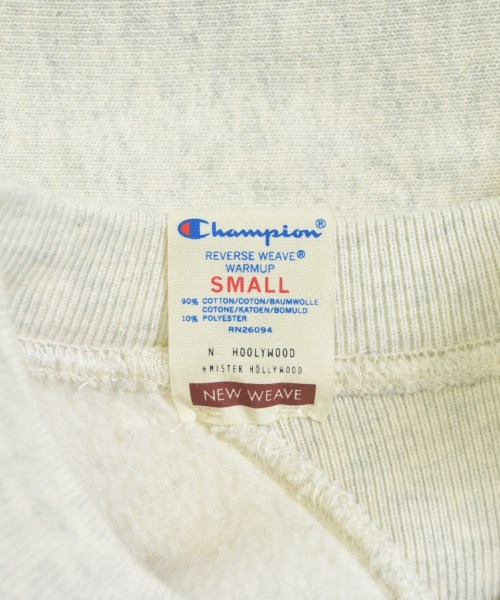 Champion®
REVERSE WEAVE®
WARMUP
SMALL
90% COTTON/COTON/BAUMWOLLE
COTONE/KATOEN/BOMULD
10% POLYESTER
RN26094
N. HOOLYWOOD
※MISTER HOLLYWOOD
NEW WEAVE